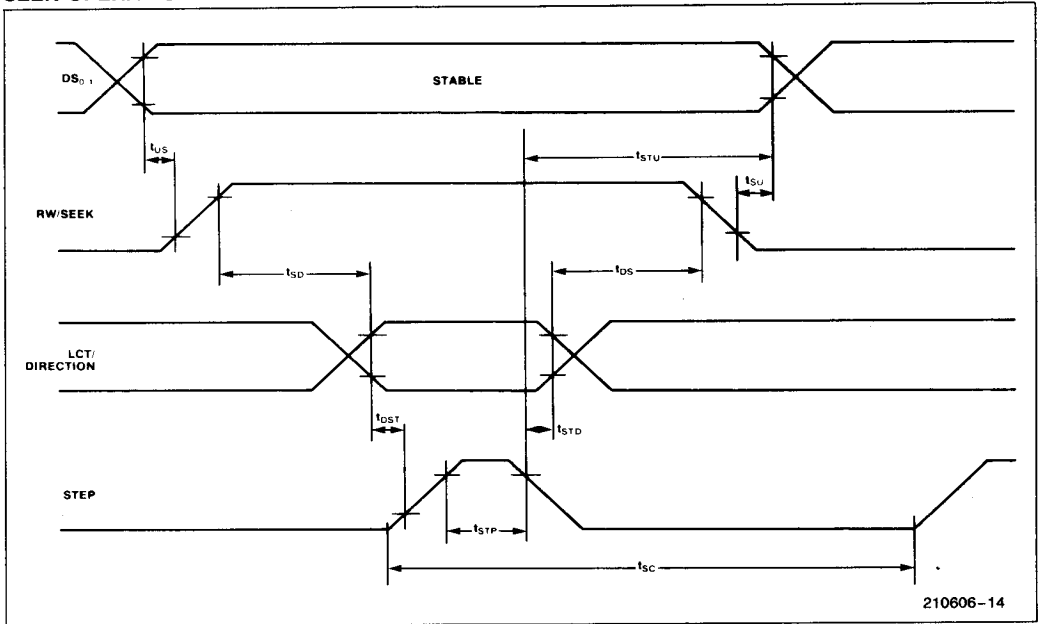 DS0,1
STABLE
tUS
tSTU
tSU
RW/SEEK
tSD
tDS
LCT/
DIRECTION
tDST
tSTD
STEP
tSTP
tSC
210606–14